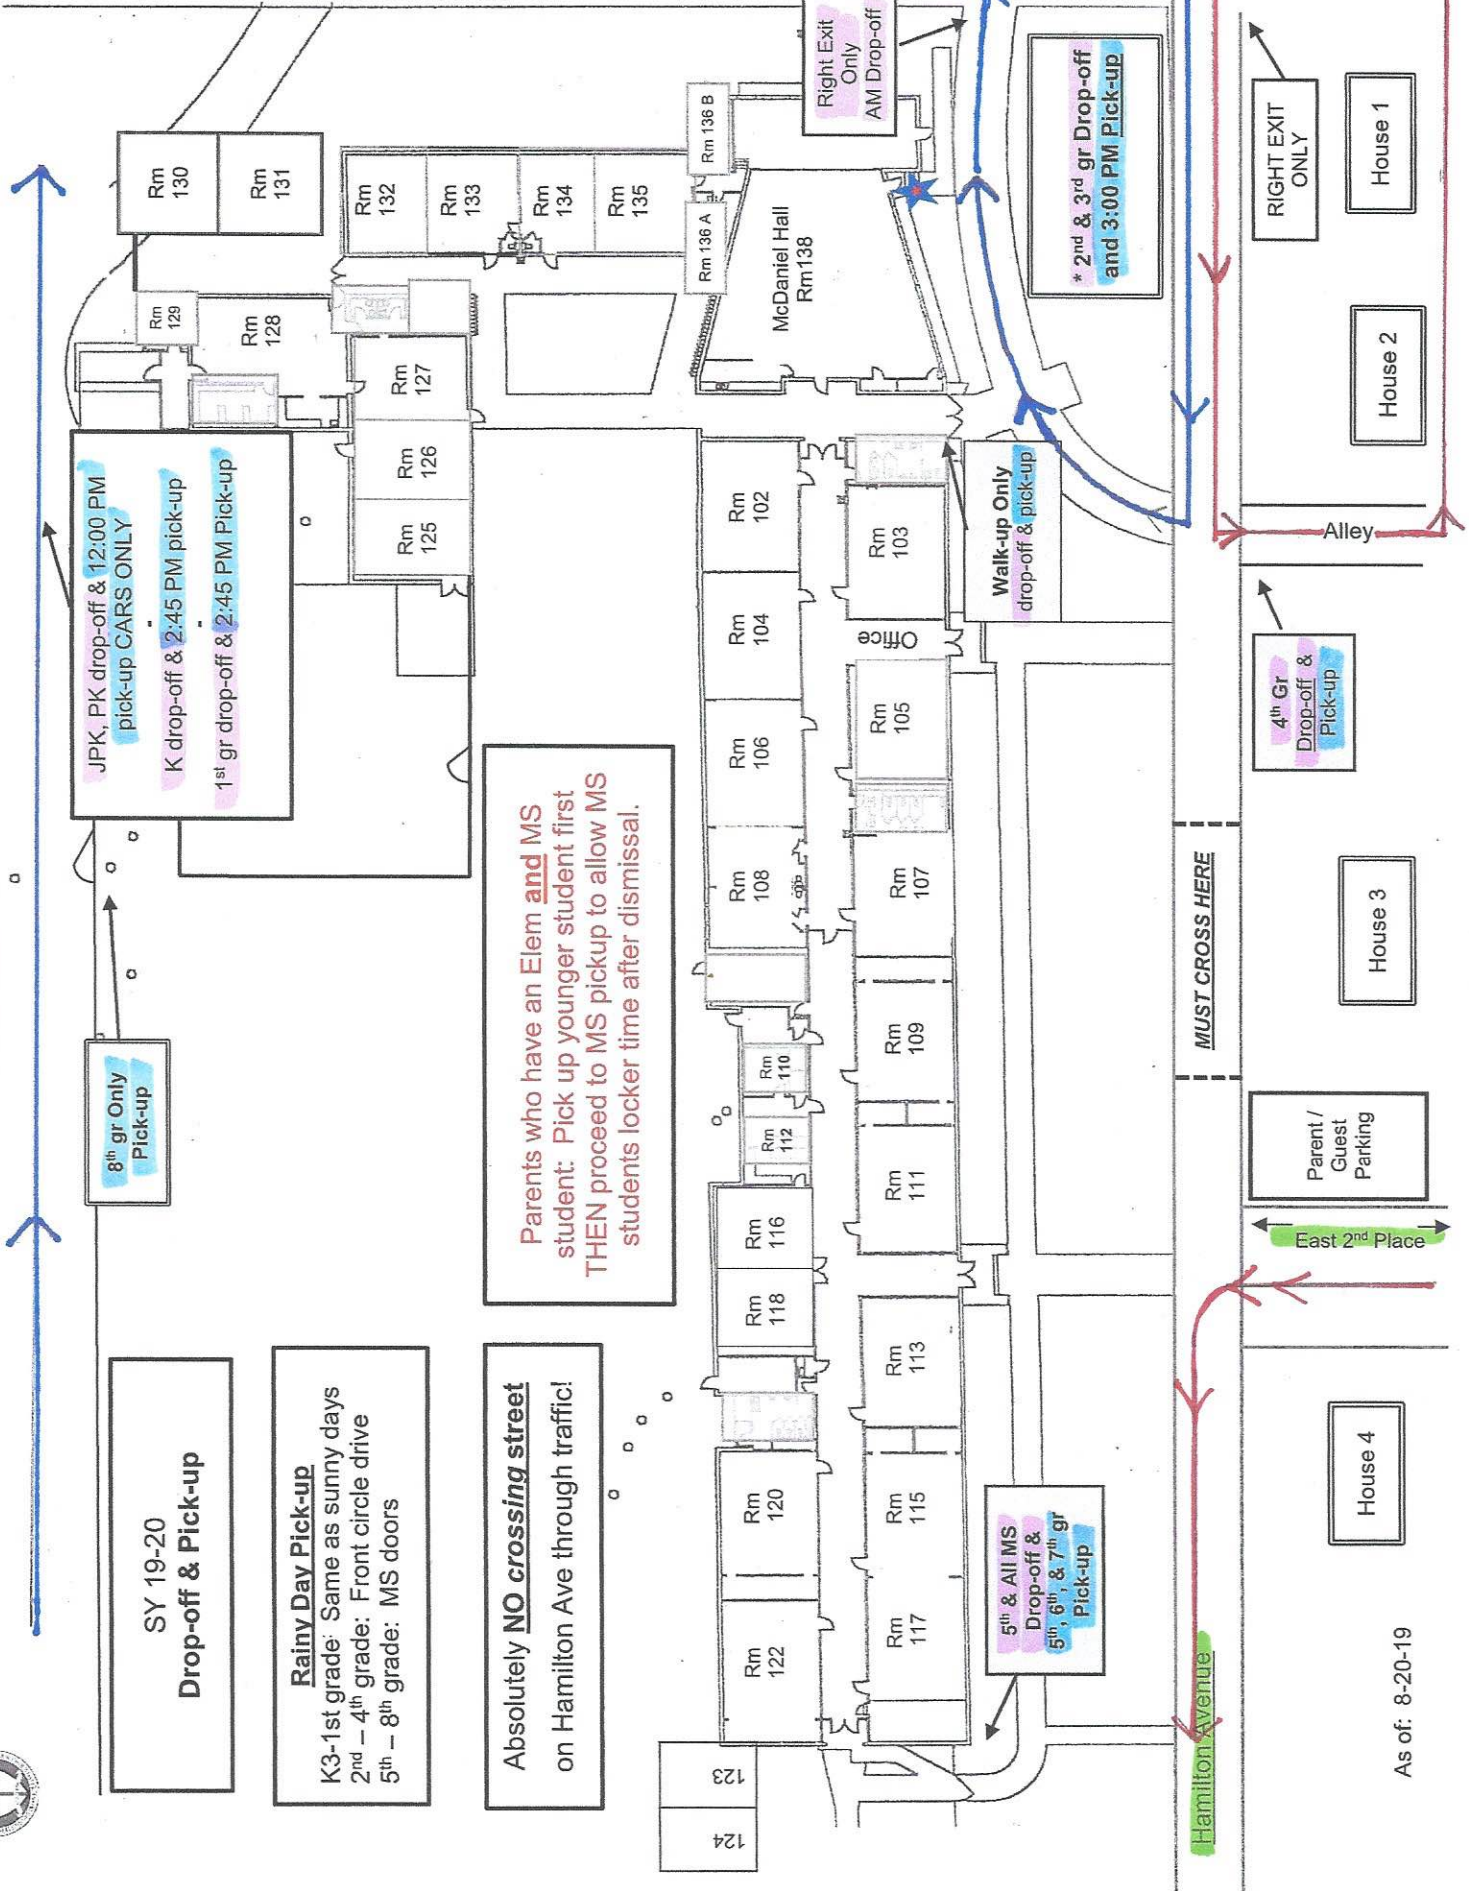 SY 19-20
Drop-off & Pick-up
Rainy Day Pick-up
K3-1st grade: Same as sunny days
2nd – 4th grade: Front circle drive
5th – 8th grade: MS doors
Absolutely NO crossing street
on Hamilton Ave through traffic!
8th gr Only
Pick-up
JPK, PK drop-off & 12:00 PM
pick-up CARS ONLY
K drop-off & 2:45 PM pick-up
1st gr drop-off & 2:45 PM Pick-up
Parents who have an Elem and MS
student: Pick up younger student first
THEN proceed to MS pickup to allow MS
students locker time after dismissal.
Rm
130
Rm
131
Rm
129
Rm
128
Rm
132
Rm
133
Rm
134
Rm
135
Rm
127
Rm
126
Rm
125
Rm 136 A
Rm 136 B
McDaniel Hall
Rm138
Right Exit
Only
AM Drop-off
124
123
Rm
122
Rm
120
Rm
118
Rm
116
Rm
112
Rm
110
Rm
108
Rm
106
Rm
104
Rm
102
Rm
117
Rm
115
Rm
113
Rm
111
Rm
109
Rm
107
Rm
105
Office
Rm
103
5th & All MS
Drop-off &
5th, 6th, & 7th gr
Pick-up
Walk-up Only
drop-off & pick-up
* 2nd & 3rd gr Drop-off
and 3:00 PM Pick-up
Hamilton Avenue
MUST CROSS HERE
4th Gr
Drop-off &
Pick-up
RIGHT EXIT
ONLY
East 2nd Place
Parent /
Guest
Parking
Alley
House 4
House 3
House 2
House 1
As of: 8-20-19